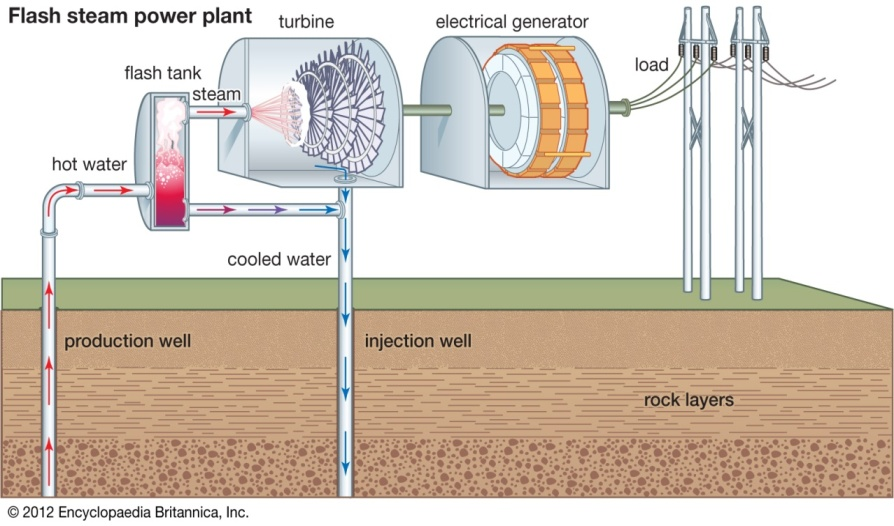 Flash steam power plant
turbine
electrical generator
flash tank
load
steam
hot water
cooled water
production well
injection well
rock layers
© 2012 Encyclopaedia Britannica, Inc.